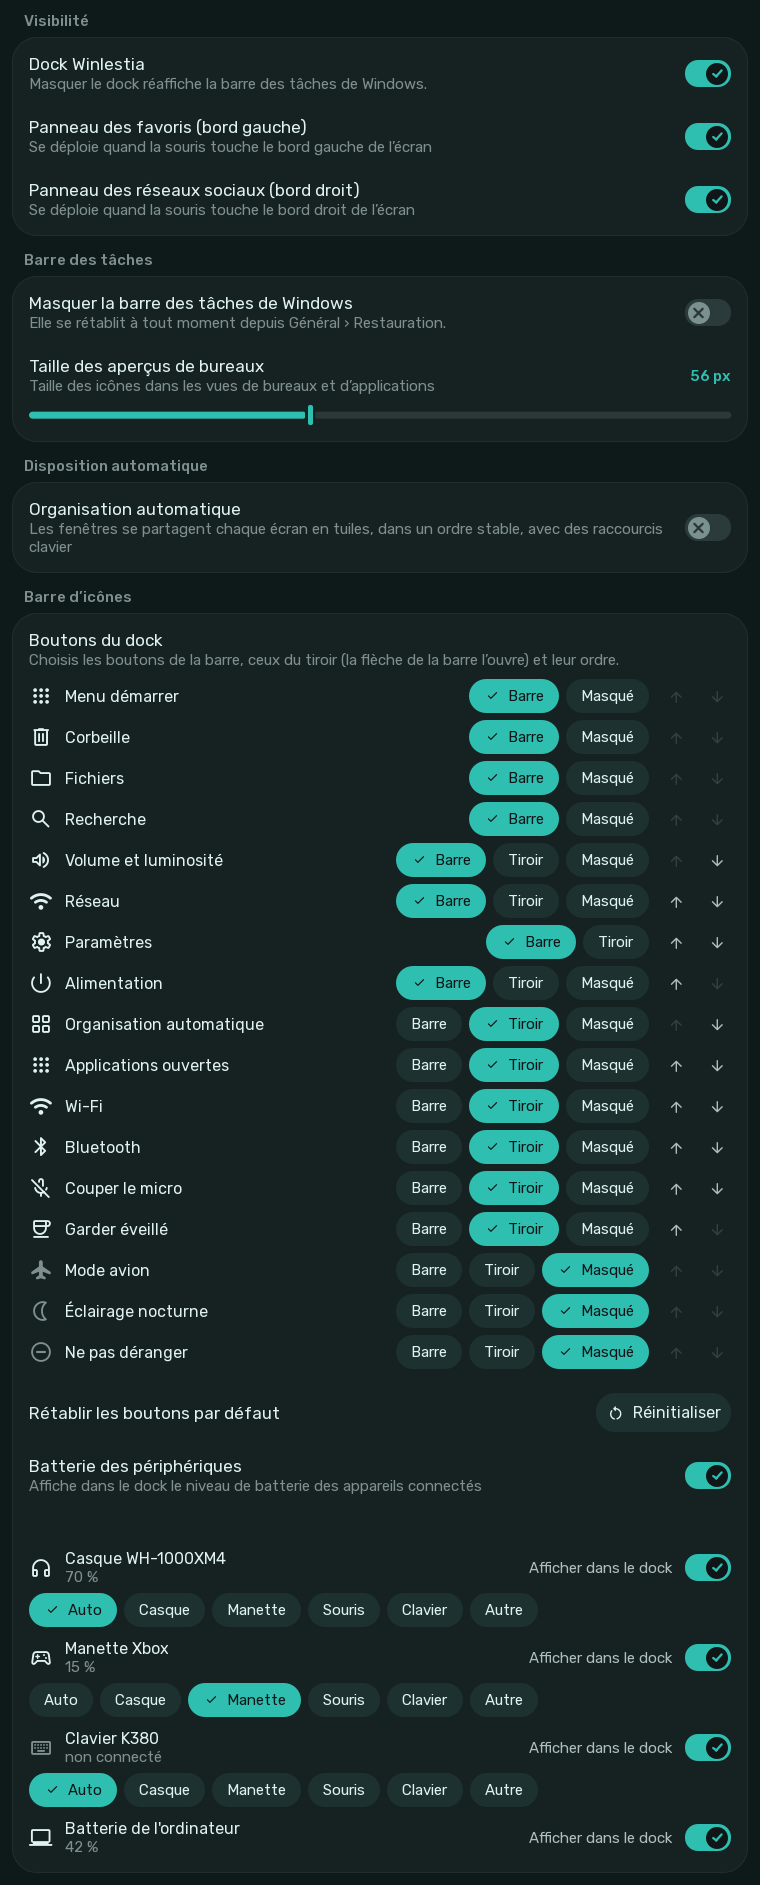 Visibilité
Dock Winlestia
Masquer le dock réaffiche la barre des tâches de Windows.
Panneau des favoris (bord gauche)
Se déploie quand la souris touche le bord gauche de l’écran
Panneau des réseaux sociaux (bord droit)
Se déploie quand la souris touche le bord droit de l’écran
Barre des tâches
Masquer la barre des tâches de Windows
Elle se rétablit à tout moment depuis Général › Restauration.
Taille des aperçus de bureaux
Taille des icônes dans les vues de bureaux et d’applications
56 px
Disposition automatique
Organisation automatique
Les fenêtres se partagent chaque écran en tuiles, dans un ordre stable, avec des raccourcis
clavier
Barre d’icônes
Boutons du dock
Choisis les boutons de la barre, ceux du tiroir (la flèche de la barre l’ouvre) et leur ordre.
Menu démarrer Barre Masqué
Corbeille Barre Masqué
Fichiers Barre Masqué
Recherche Barre Masqué
Volume et luminosité Barre Tiroir Masqué
Réseau Barre Tiroir Masqué
Paramètres Barre Tiroir
Alimentation Barre Tiroir Masqué
Organisation automatique Barre Tiroir Masqué
Applications ouvertes Barre Tiroir Masqué
Wi-Fi Barre Tiroir Masqué
Bluetooth Barre Tiroir Masqué
Couper le micro Barre Tiroir Masqué
Garder éveillé Barre Tiroir Masqué
Mode avion Barre Tiroir Masqué
Éclairage nocturne Barre Tiroir Masqué
Ne pas déranger Barre Tiroir Masqué
Rétablir les boutons par défaut Réinitialiser
Batterie des périphériques
Affiche dans le dock le niveau de batterie des appareils connectés
Casque WH-1000XM4
70 %
Afficher dans le dock
Auto Casque Manette Souris Clavier Autre
Manette Xbox
15 %
Afficher dans le dock
Auto Casque Manette Souris Clavier Autre
Clavier K380
non connecté
Afficher dans le dock
Auto Casque Manette Souris Clavier Autre
Batterie de l'ordinateur
42 %
Afficher dans le dock